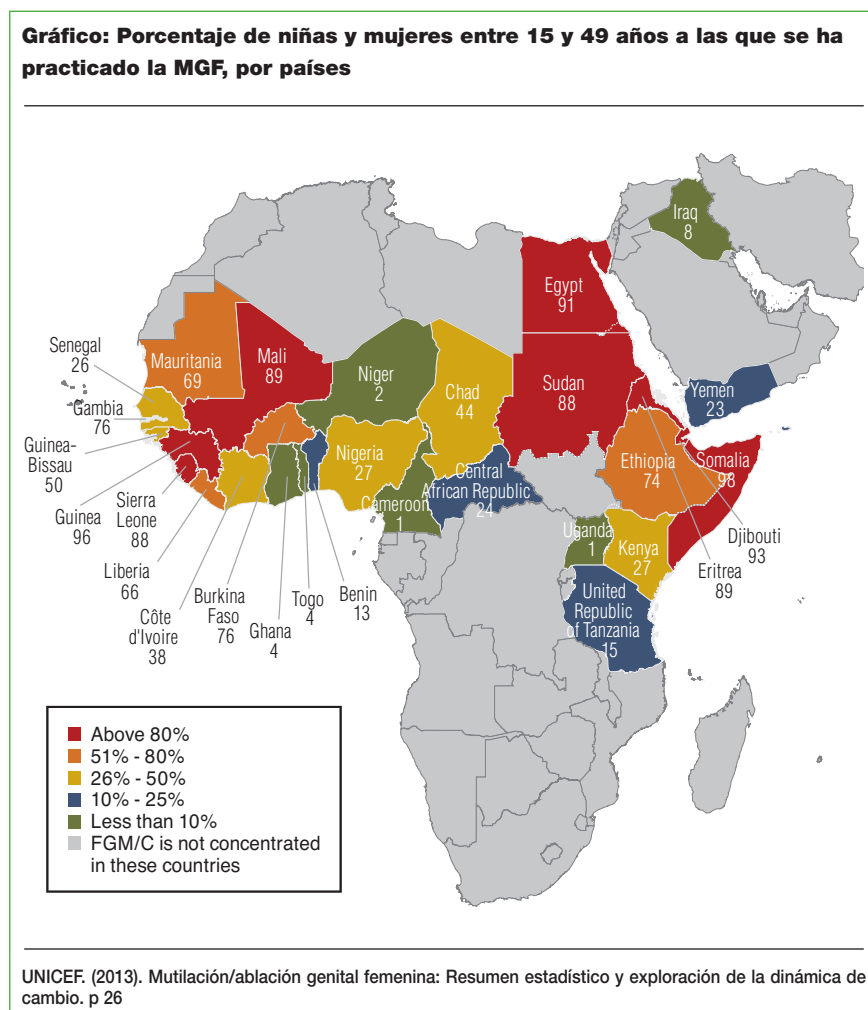 Gráfico: Porcentaje de niñas y mujeres entre 15 y 49 años a las que se ha
practicado la MGF, por países
Iraq
8
Egypt
91
Senegal
26
Mauritania
69
Mali
89
Niger
2
Chad
44
Sudan
88
Yemen
23
Gambia
76
Guinea-
Bissau
50
Nigeria
27
Ethiopia
74
Somalia
98
Central
African Republic
24
Cameroon
1
Guinea
96
Sierra
Leone
88
Uganda
1
Kenya
27
Djibouti
93
Eritrea
89
Liberia
66
Côte
d'Ivoire
38
Burkina
Faso
76
Ghana
4
Togo
4
Benin
13
United
Republic
of Tanzania
15
Above 80%
51% - 80%
26% - 50%
10% - 25%
Less than 10%
FGM/C is not concentrated
in these countries
UNICEF. (2013). Mutilación/ablación genital femenina: Resumen estadístico y exploración de la dinámica de
cambio. p 26